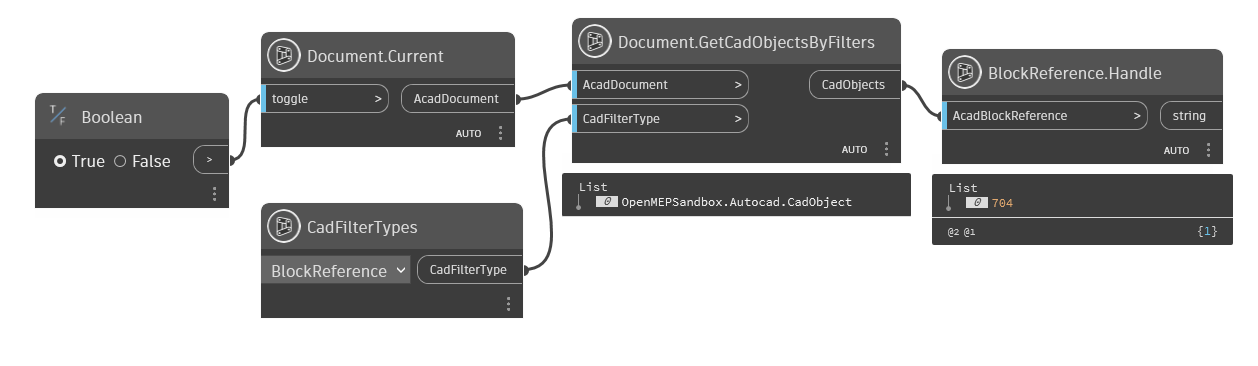 T F
Boolean
True False >
Document.Current
toggle > AcadDocument
AUTO
CadFilterTypes
BlockReference CadFilterType
Document.GetCadObjectsByFilters
AcadDocument > CadObjects
CadFilterType >
AUTO
List
0 OpenMEPSandbox.Autocad.CadObject
BlockReference.Handle
AcadBlockReference > string
AUTO
List
0 704
@2 @1 {1}